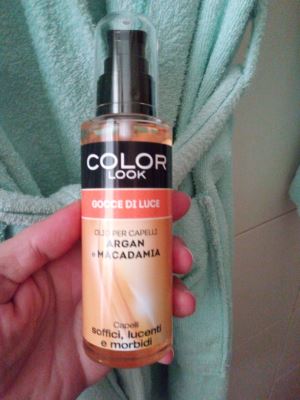 COLOR
LOOK
GOCCE DI LUCE
OLIO PER CAPELLI
ARGAN
e MACADAMIA
Capelli
soffici, lucenti
e morbidi